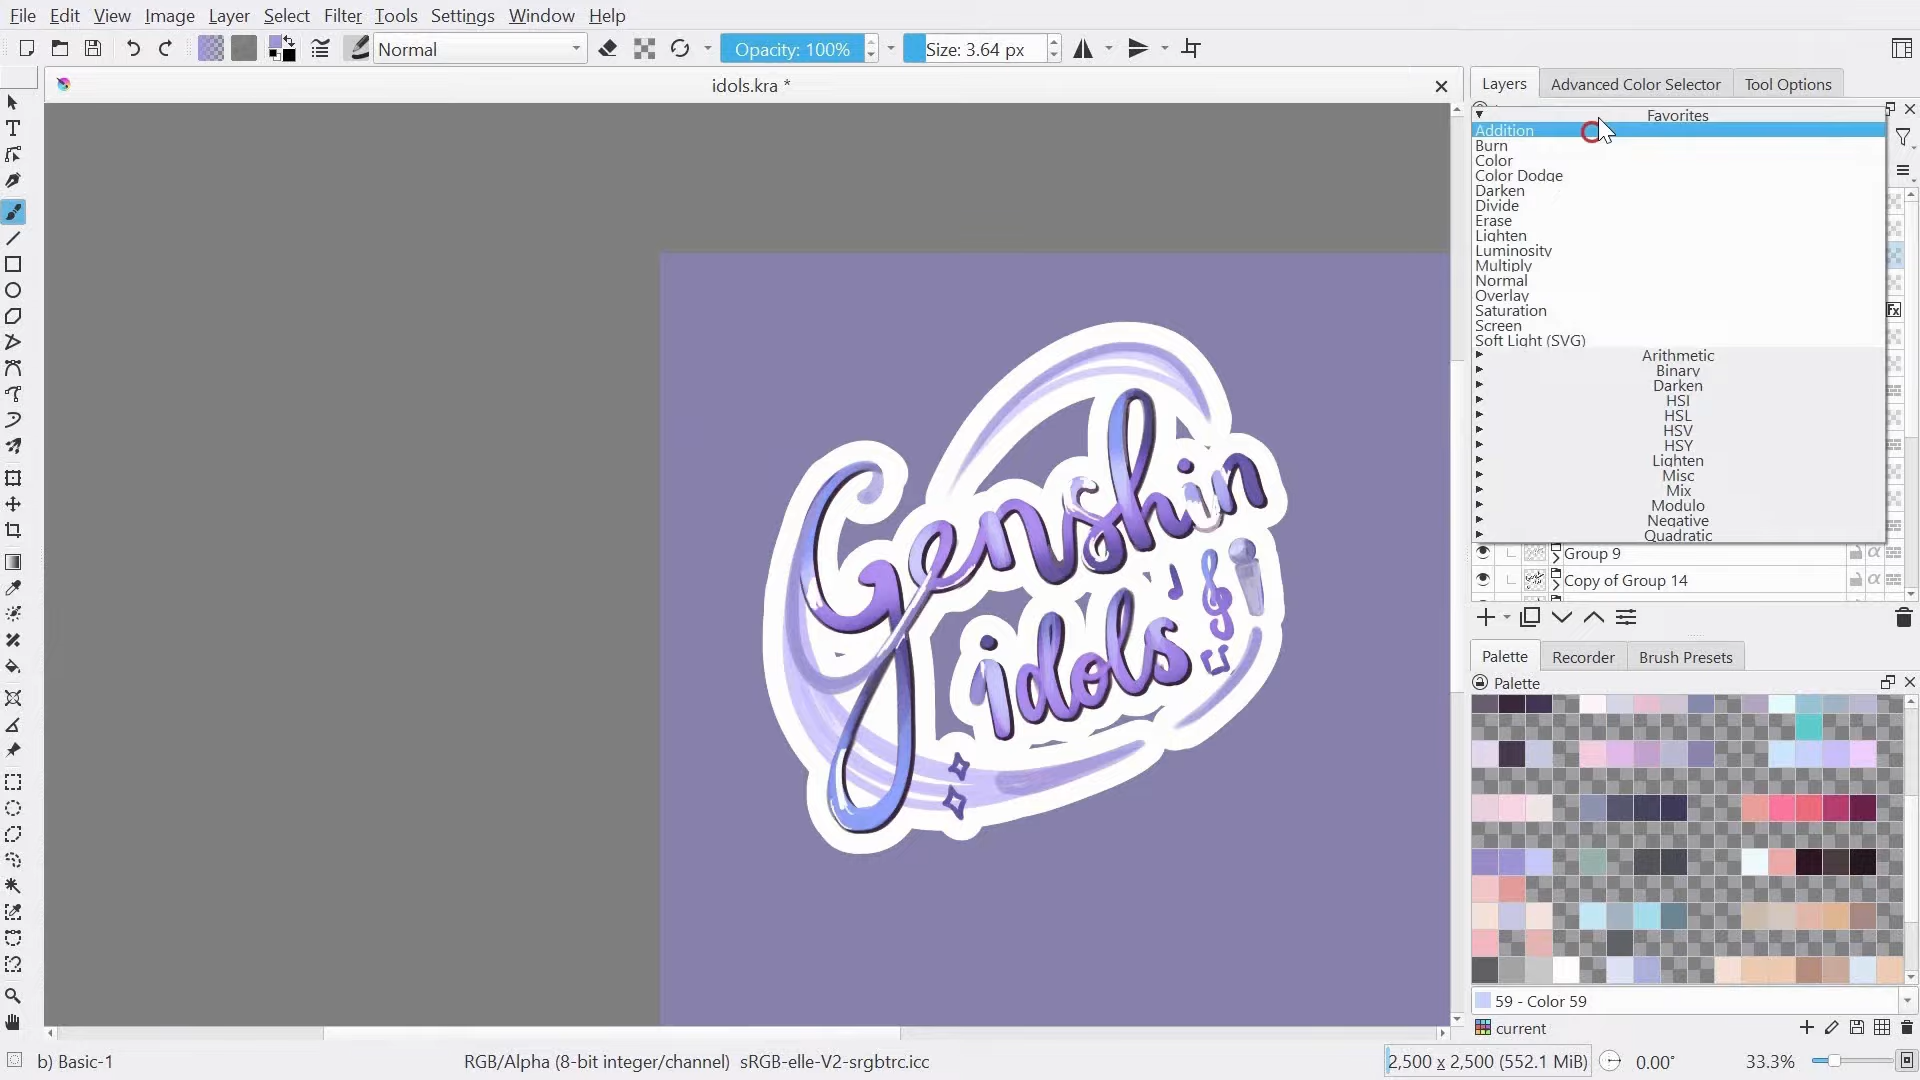 File Edit View Image Layer Select Filter Tools Settings Window Help
Normal Opacity: 100% Size: 3.64 px
idols.kra *
Layers Advanced Color Selector Tool Options
Favorites
Addition
Burn
Color
Color Dodge
Darken
Divide
Erase
Lighten
Luminosity
Multiply
Normal
Overlay
Saturation
Screen
Soft Light (SVG)
Arithmetic
Binary
Darken
HSI
HSL
HSV
HSY
Lighten
Misc
Mix
Modulo
Negative
Quadratic
Group 9
Copy of Group 14
Genshin
idols
Palette Recorder Brush Presets
Palette
59 - Color 59
current
b) Basic-1 RGB/Alpha (8-bit integer/channel) sRGB-elle-V2-srgbtrc.icc 2,500 x 2,500 (552.1 MiB) 0.00° 33.3%